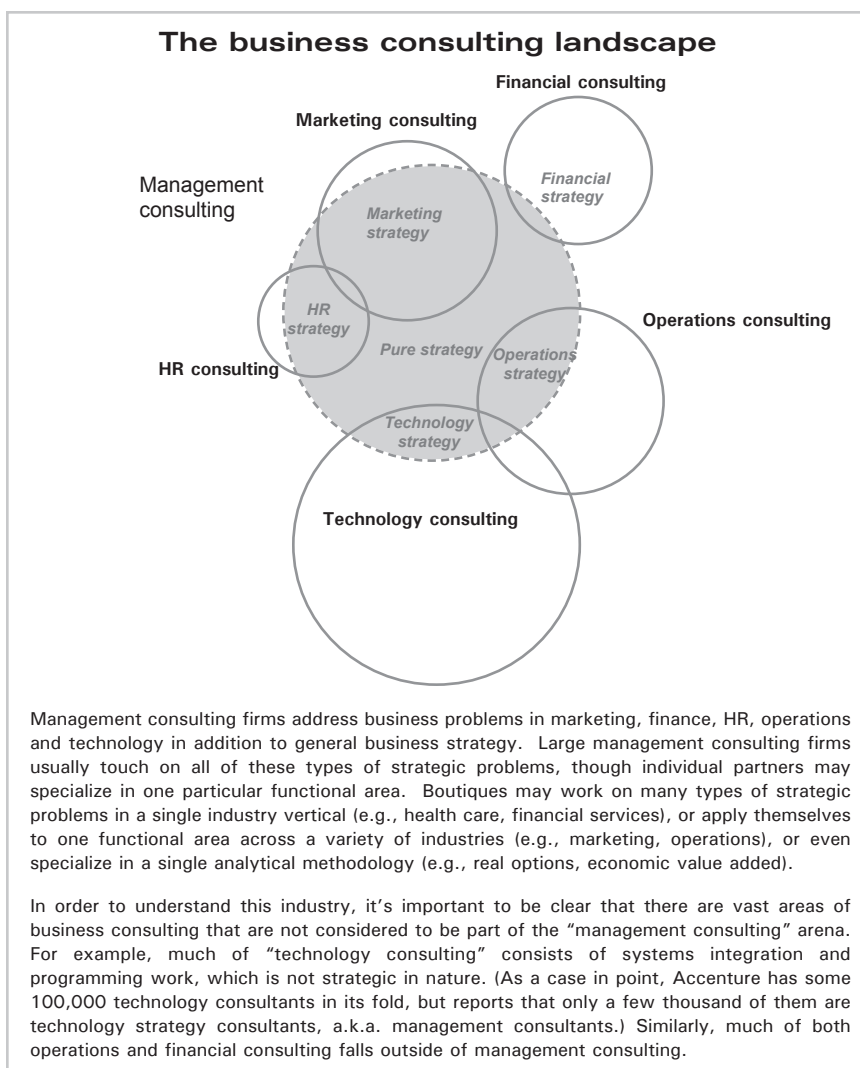 The business consulting landscape
Financial consulting
Marketing consulting
Management
consulting
Financial
strategy
Marketing
strategy
HR
strategy
Operations consulting
Pure strategy
Operations
strategy
HR consulting
Technology
strategy
Technology consulting
Management consulting firms address business problems in marketing, finance, HR, operations
and technology in addition to general business strategy. Large management consulting firms
usually touch on all of these types of strategic problems, though individual partners may
specialize in one particular functional area. Boutiques may work on many types of strategic
problems in a single industry vertical (e.g., health care, financial services), or apply themselves
to one functional area across a variety of industries (e.g., marketing, operations), or even
specialize in a single analytical methodology (e.g., real options, economic value added).
In order to understand this industry, it's important to be clear that there are vast areas of
business consulting that are not considered to be part of the “management consulting” arena.
For example, much of “technology consulting” consists of systems integration and
programming work, which is not strategic in nature. (As a case in point, Accenture has some
100,000 technology consultants in its fold, but reports that only a few thousand of them are
technology strategy consultants, a.k.a. management consultants.) Similarly, much of both
operations and financial consulting falls outside of management consulting.